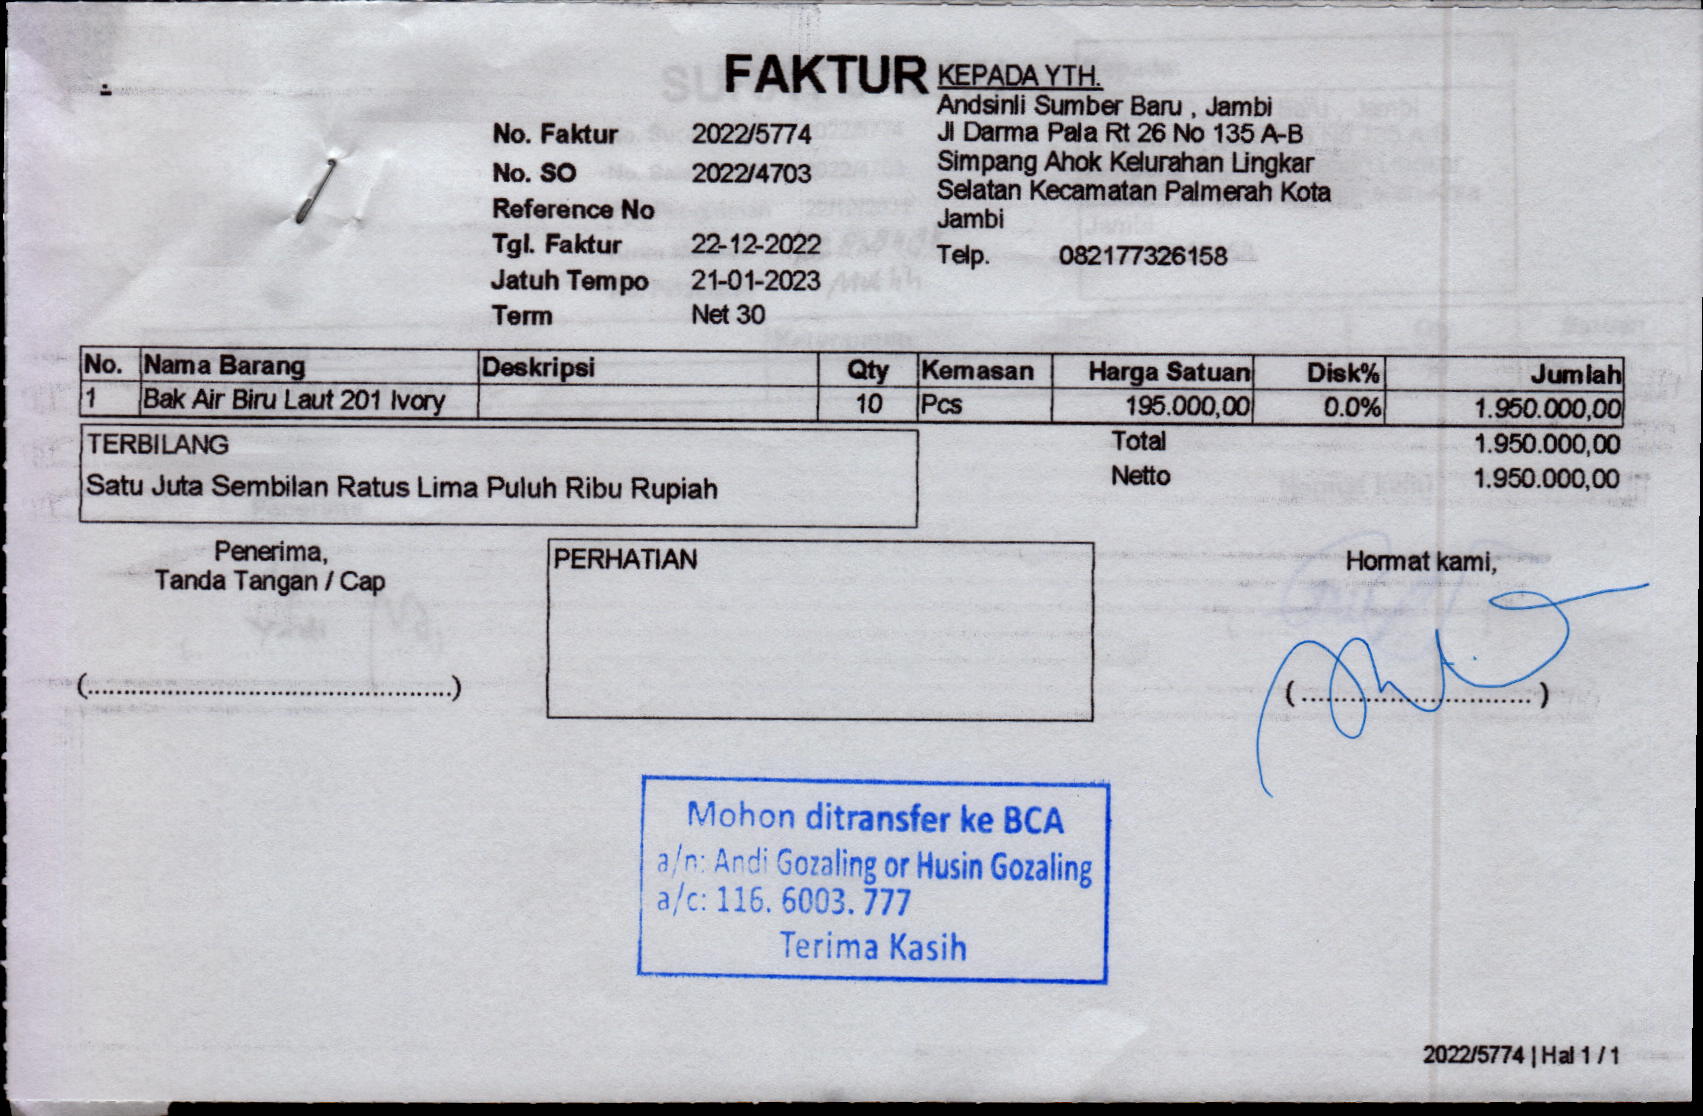 FAKTUR
No. Faktur 2022/5774
No. SO 2022/4703
Reference No
Tgl. Faktur 22-12-2022
Jatuh Tempo 21-01-2023
Term Net 30
KEPADA YTH.
Andsinli Sumber Baru , Jambi
Jl Darma Pala Rt 26 No 135 A-B
Simpang Ahok Kelurahan Lingkar
Selatan Kecamatan Palmerah Kota
Jambi
Telp. 082177326158
No. Nama Barang Deskripsi Qty Kemasan Harga Satuan Disk% Jumlah
1 Bak Air Biru Laut 201 Ivory 10 Pcs 195.000,00 0.0% 1.950.000,00
Total 1.950.000,00
Netto 1.950.000,00
TERBILANG
Satu Juta Sembilan Ratus Lima Puluh Ribu Rupiah
Penerima,
Tanda Tangan / Cap
(................................................)
PERHATIAN
Hormat kami,
(..............................)
Mohon ditransfer ke BCA
a/n: Andi Gozaling or Husin Gozaling
a/c: 116. 6003. 777
Terima Kasih
2022/5774 | Hal 1 / 1